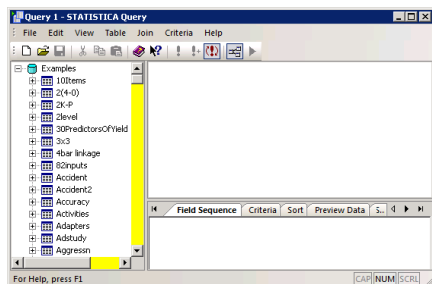 Query 1 - STATISTICA Query
File Edit View Table Join Criteria Help
Examples
10Items
2(4-0)
2K-P
2level
30PredictorsOfYield
3x3
4bar linkage
82inputs
Accident
Accident2
Accuracy
Activities
Adapters
Adstudy
Aggressn
Field Sequence Criteria Sort Preview Data S..
For Help, press F1
CAP NUM SCRL